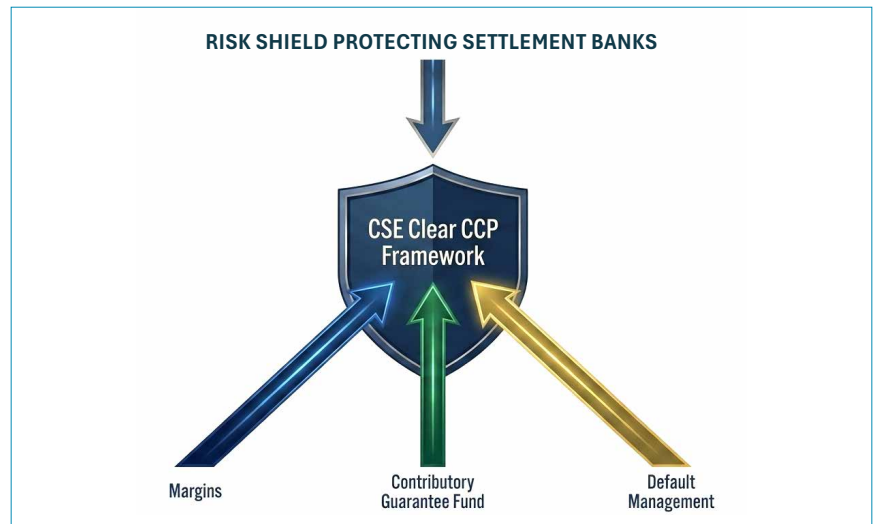 RISK SHIELD PROTECTING SETTLEMENT BANKS
CSE Clear CCP
Framework
Margins
Contributory
Guarantee Fund
Default
Management